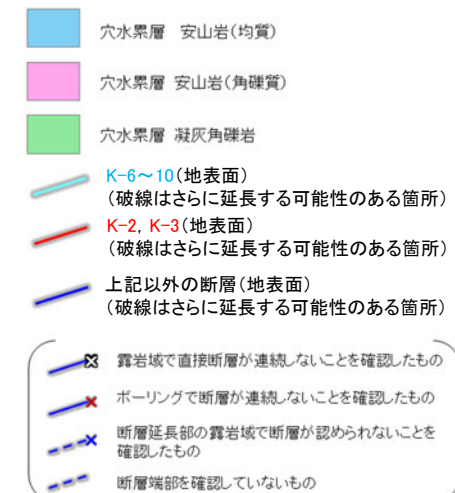 穴水累層　安山岩(均質)
穴水累層 安山岩(角礫質)
穴水累層 凝灰角礫岩
K-6～10(地表面)
(破線はさらに延長する可能性のある箇所)
K-2, K-3(地表面)
(破線はさらに延長する可能性のある箇所)
上記以外の断層(地表面)
(破線はさらに延長する可能性のある箇所)
露岩域で直接断層が連続しないことを確認したもの
ボーリングで断層が連続しないことを確認したもの
断層延長部の露岩域で断層が認められないことを
確認したもの
断層端部を確認していないもの